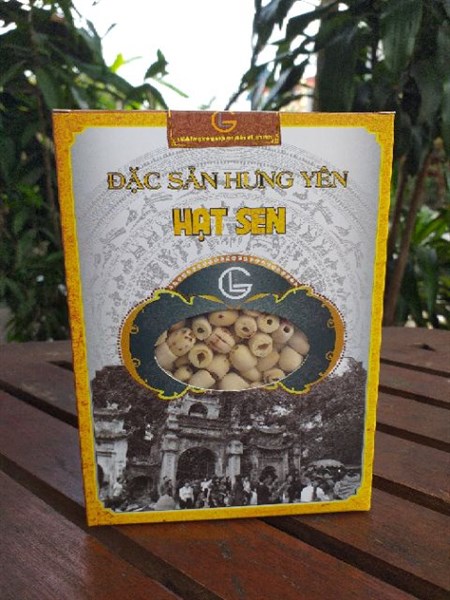 ĐẶC SẢN HƯNG YÊN
HẠT SEN